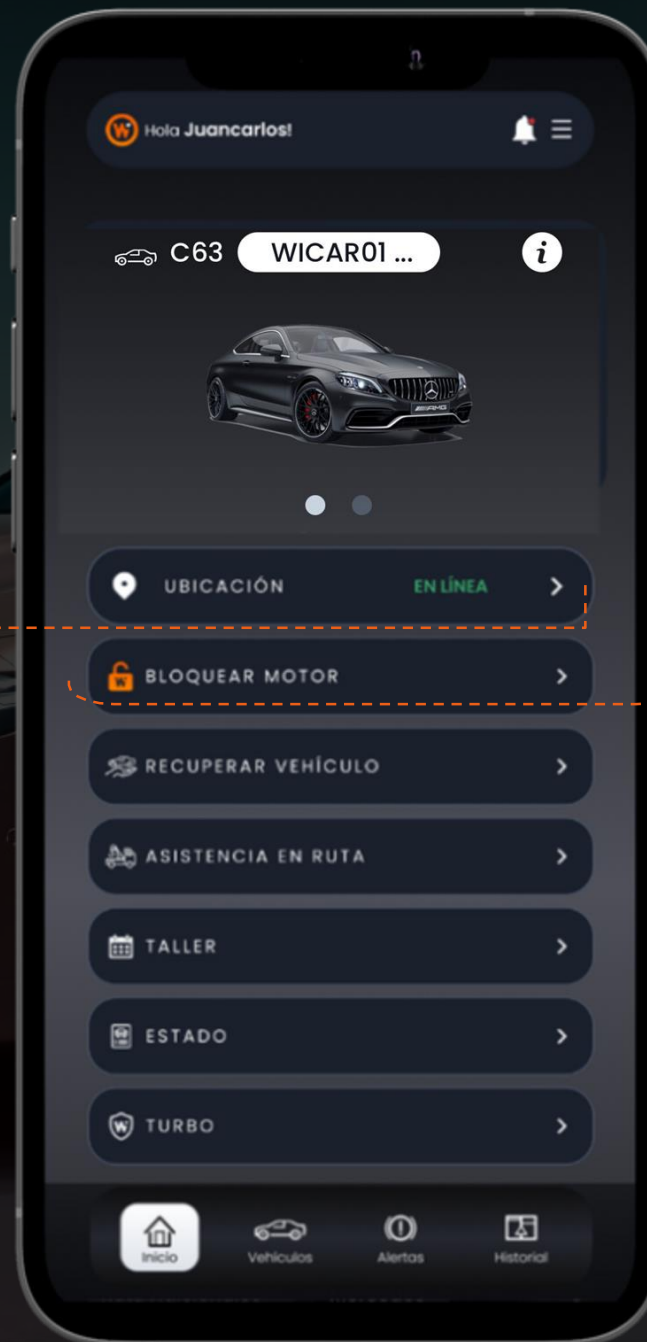 Hola Juancarlos!
C63 WICAR01 ...
AMG
UBICACIÓN EN LÍNEA
BLOQUEAR MOTOR
RECUPERAR VEHÍCULO
ASISTENCIA EN RUTA
TALLER
ESTADO
TURBO
Inicio Vehículos Alertas Historial